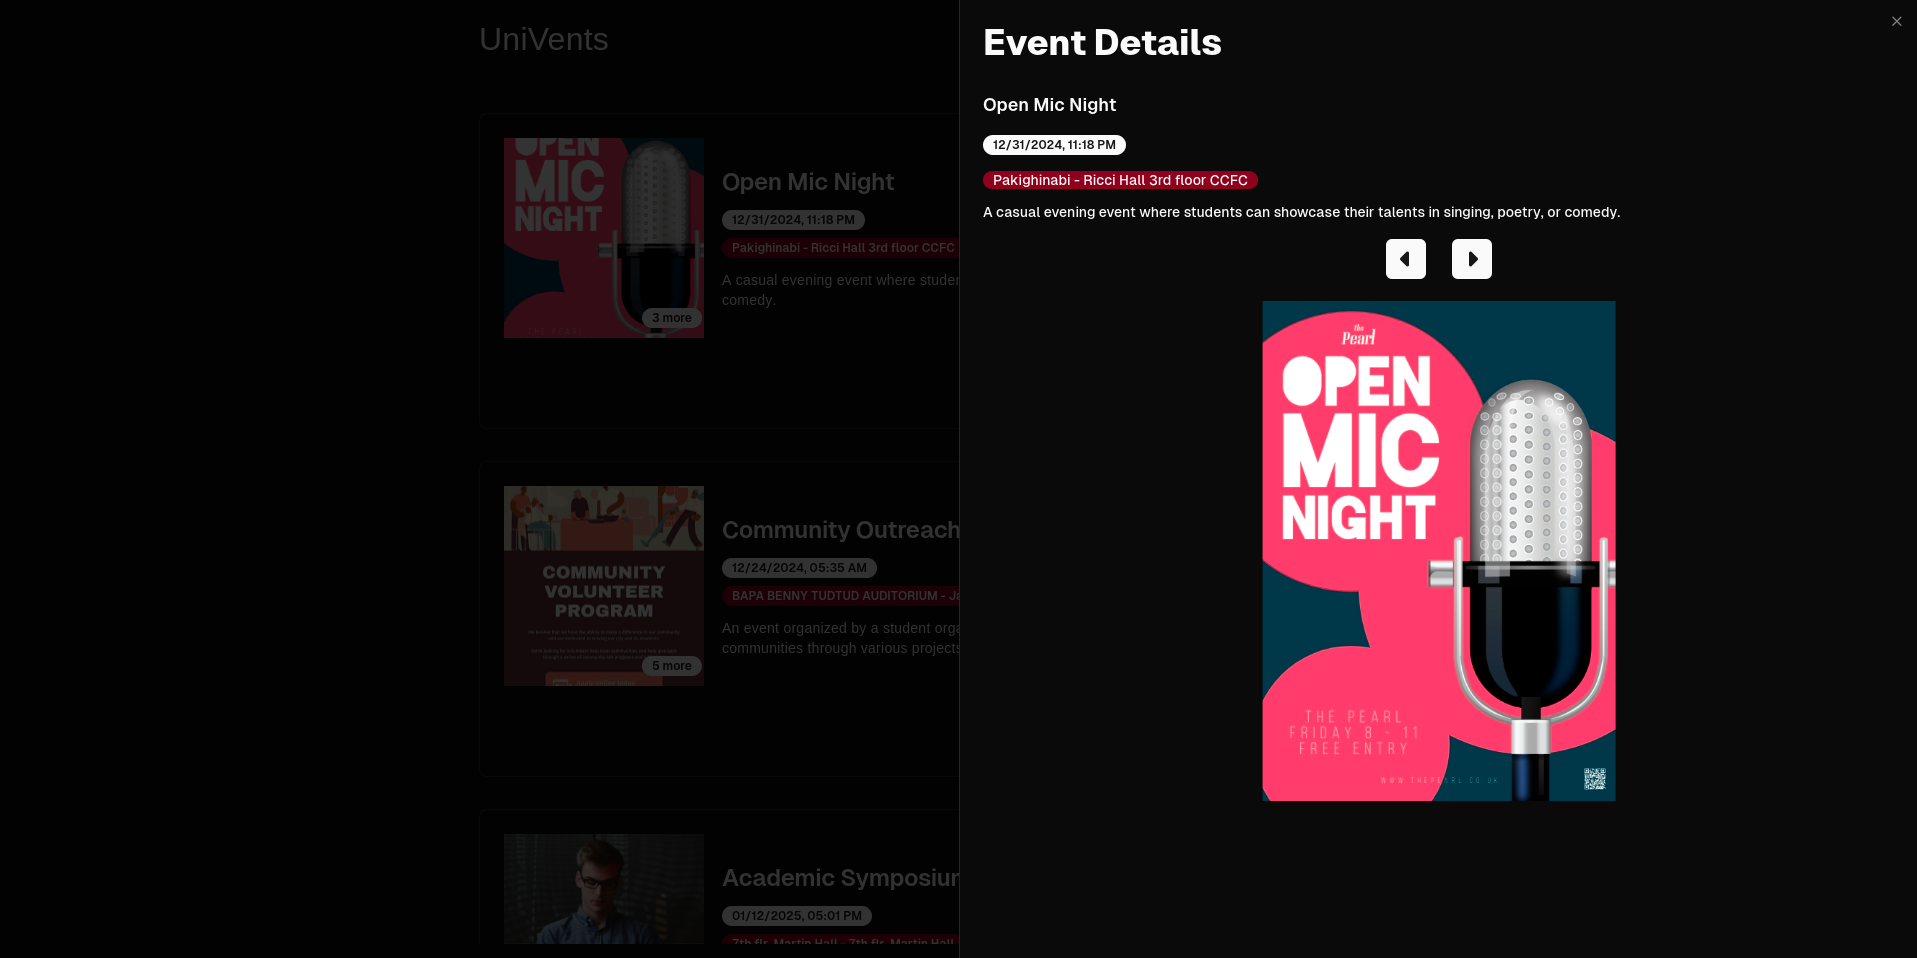 UniVents
OPEN
MIC
NIGHT
THE PEARL
3 more
Open Mic Night
12/31/2024, 11:18 PM
Pakighinabi - Ricci Hall 3rd floor CCFC
A casual evening event where studen
comedy.
COMMUNITY
VOLUNTEER
PROGRAM
5 more
Community Outreach
12/24/2024, 05:35 AM
BAPA BENNY TUDTUD AUDITORIUM - Ja
An event organized by a student orga
communities through various projects
Academic Symposium
01/12/2025, 05:01 PM
7th flr. Martin Hall - 7th flr. Martin Hall
Event Details
Open Mic Night
12/31/2024, 11:18 PM
Pakighinabi - Ricci Hall 3rd floor CCFC
A casual evening event where students can showcase their talents in singing, poetry, or comedy.
the
Pearl
OPEN
MIC
NIGHT
THE PEARL
FRIDAY 8 - 11
FREE ENTRY
WWW.THEPEARL.CO.UK